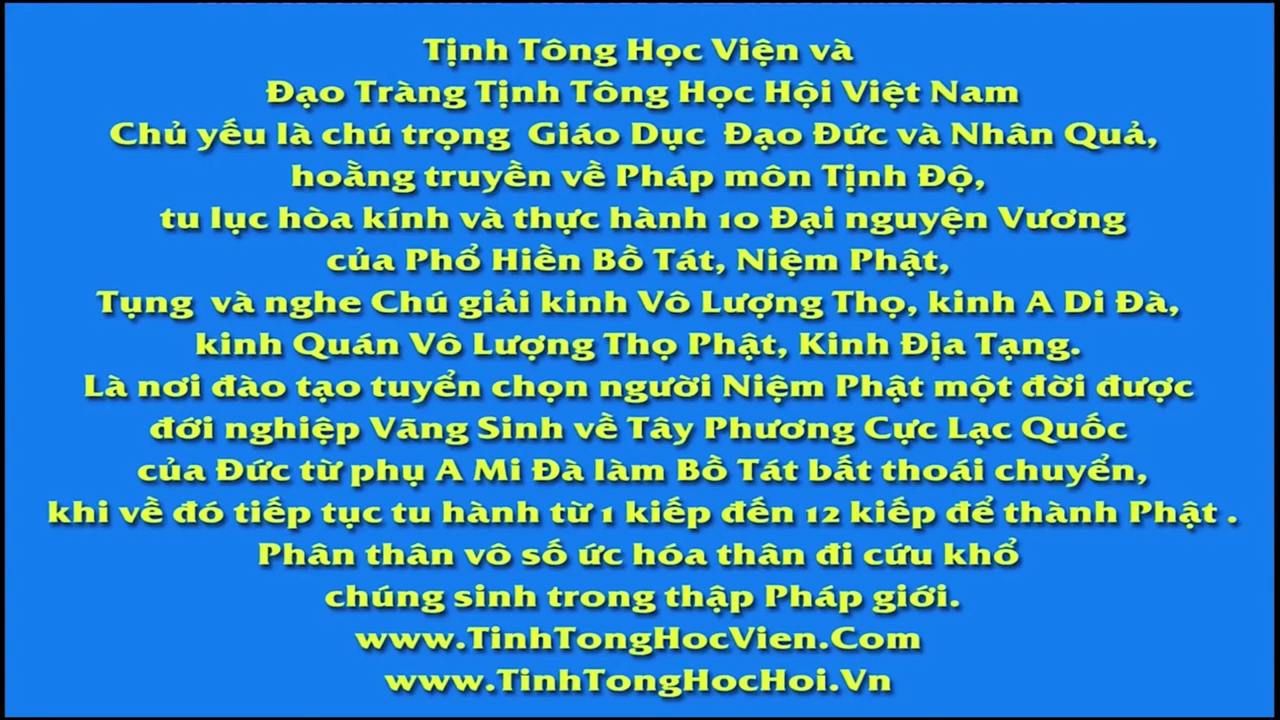 Tịnh Tông Học Viện và
Đạo Tràng Tịnh Tông Học Hội Việt Nam
Chủ yếu là chú trọng Giáo Dục Đạo Đức và Nhân Quả,
hoằng truyền về Pháp môn Tịnh Độ,
tu lục hòa kính và thực hành 10 Đại nguyện Vương
của Phổ Hiền Bồ Tát, Niệm Phật,
Tụng và nghe Chú giải kinh Vô Lượng Thọ, kinh A Di Đà,
kinh Quán Vô Lượng Thọ Phật, Kinh Địa Tạng.
Là nơi đào tạo tuyển chọn người Niệm Phật một đời được
đới nghiệp Vãng Sinh về Tây Phương Cực Lạc Quốc
của Đức từ phụ A Mi Đà làm Bồ Tát bất thoái chuyển,
khi về đó tiếp tục tu hành từ 1 kiếp đến 12 kiếp để thành Phật .
Phân thân vô số ức hóa thân đi cứu khổ
chúng sinh trong thập Pháp giới.
www.TinhTongHocVien.Com
www.TinhTongHocHoi.Vn